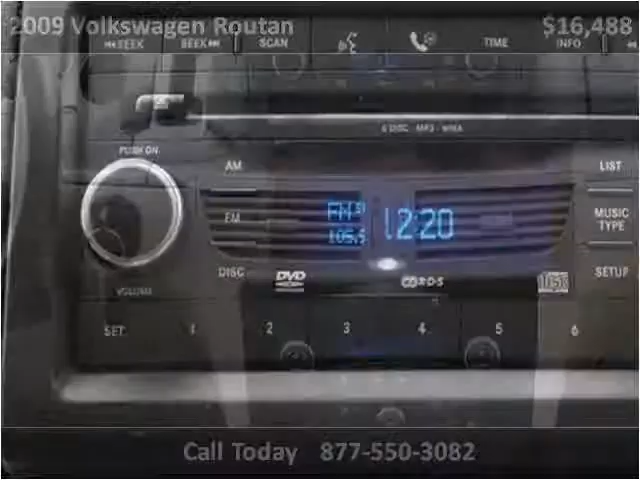 2009 Volkswagen Routan $16,488
SEEK SEEK SCAN TIME INFO
6 DISC MP3 - WMA
PUSH ON
AM LIST
FM FM ST 12:20 MUSIC
105.5 TYPE
DISC DVD RDS DISC SETUP
VOLUME
SET 1 2 3 4 5 6
Call Today 877-550-3082